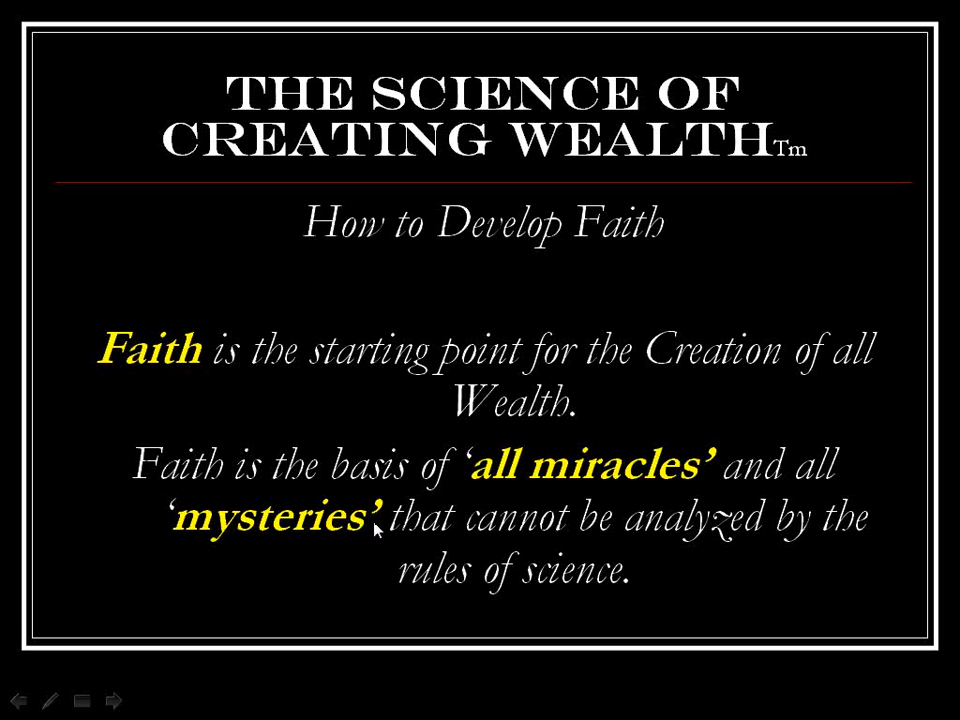 THE SCIENCE OF
CREATING WEALTHTm
How to Develop Faith
Faith is the starting point for the Creation of all
Wealth.
Faith is the basis of ‘all miracles’ and all
‘mysteries’ that cannot be analyzed by the
rules of science.